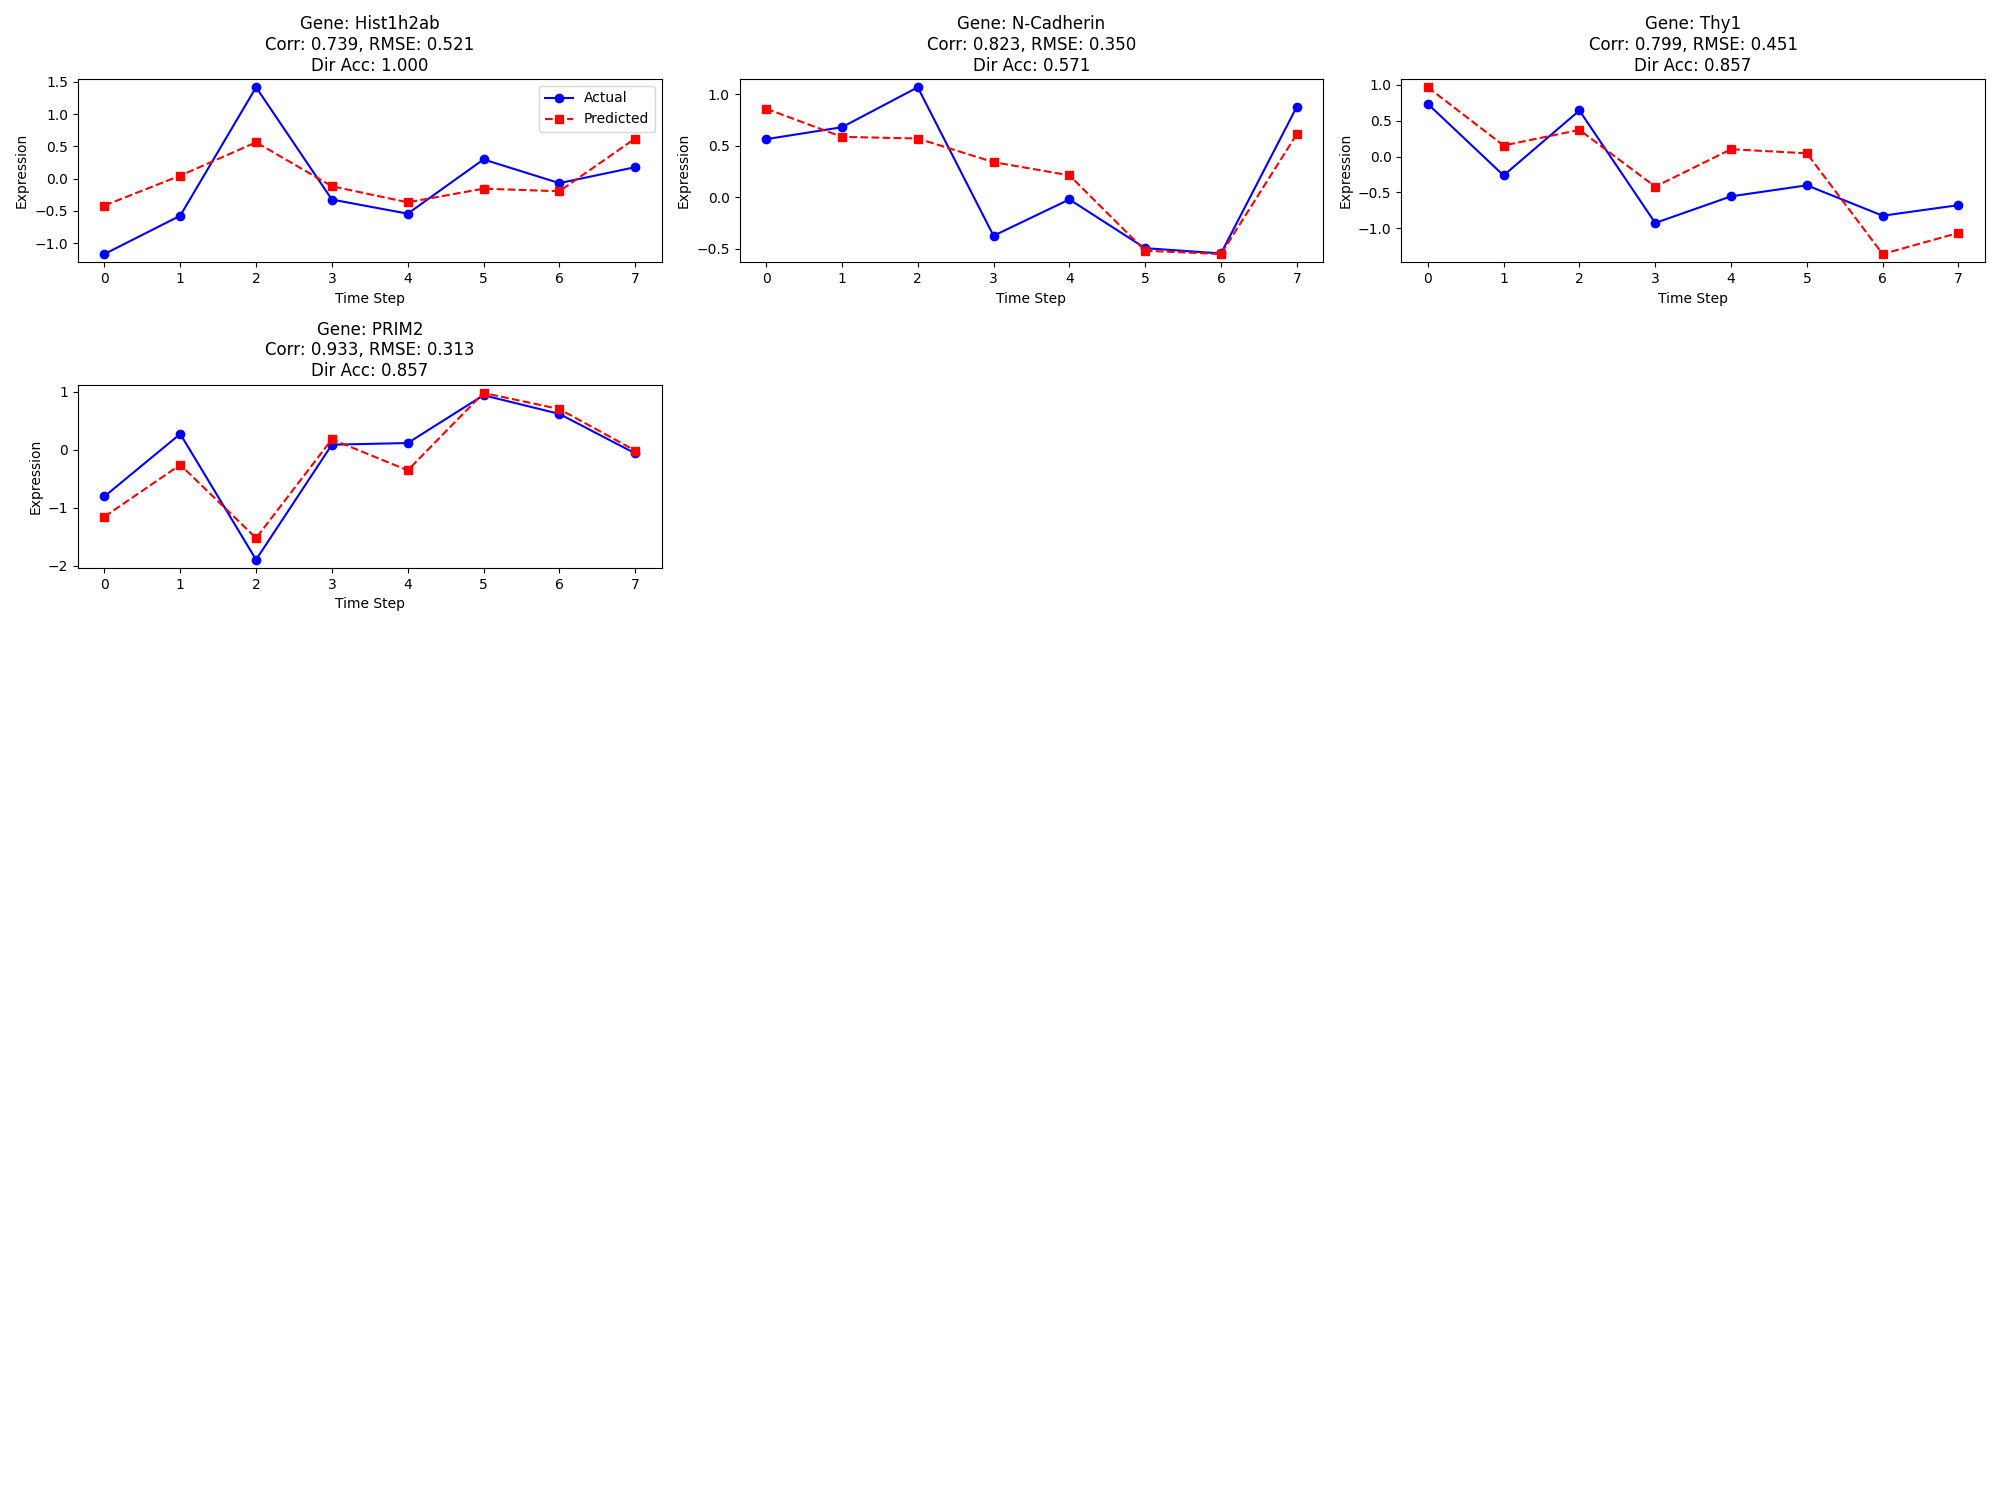 Gene: Hist1h2ab
Corr: 0.739, RMSE: 0.521
Dir Acc: 1.000
1.5
1.0
0.5
0.0
−0.5
−1.0
Expression
Actual
Predicted
0 1 2 3 4 5 6 7
Time Step
Gene: N-Cadherin
Corr: 0.823, RMSE: 0.350
Dir Acc: 0.571
1.0
0.5
0.0
−0.5
Expression
0 1 2 3 4 5 6 7
Time Step
Gene: Thy1
Corr: 0.799, RMSE: 0.451
Dir Acc: 0.857
1.0
0.5
0.0
−0.5
−1.0
Expression
0 1 2 3 4 5 6 7
Time Step
Gene: PRIM2
Corr: 0.933, RMSE: 0.313
Dir Acc: 0.857
1
0
−1
−2
Expression
0 1 2 3 4 5 6 7
Time Step